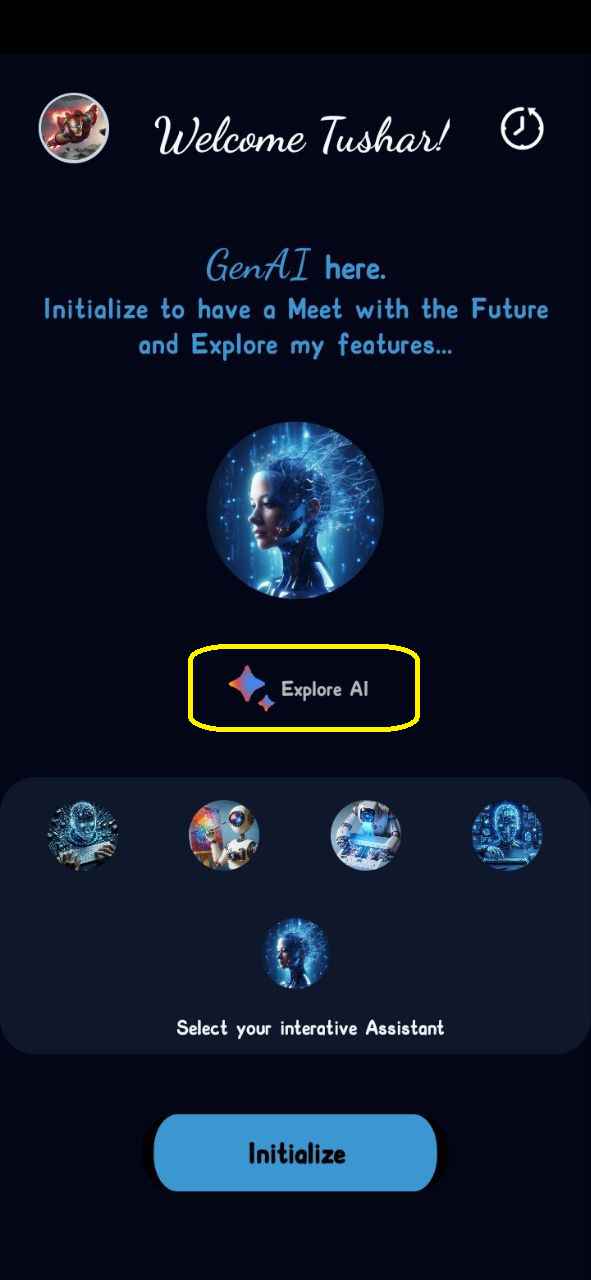 Welcome Tushar!
GenAI here.
Initialize to have a Meet with the Future
and Explore my features...
Explore AI
Select your interative Assistant
Initialize